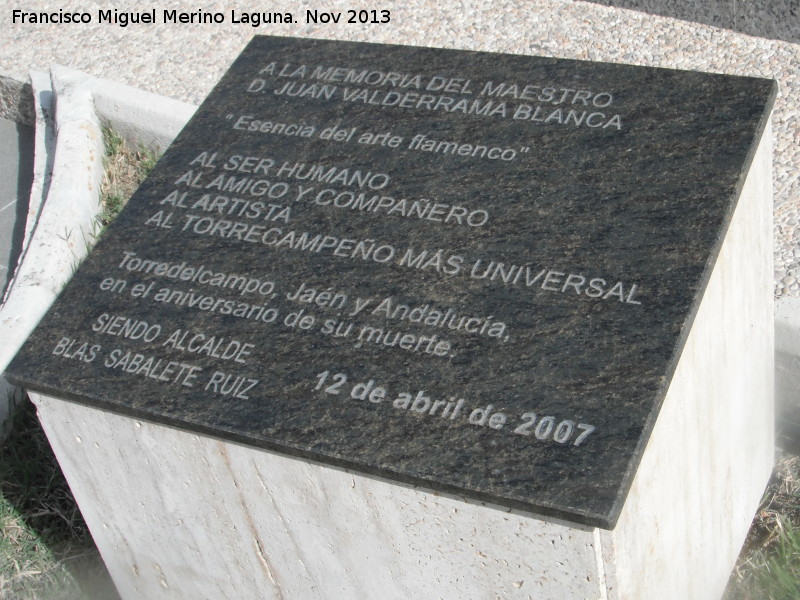 Francisco Miguel Merino Laguna. Nov 2013
A LA MEMORIA DEL MAESTRO
D. JUAN VALDERRAMA BLANCA
"Esencia del arte flamenco"
AL SER HUMANO
AL AMIGO Y COMPAÑERO
AL ARTISTA
AL TORRECAMPEÑO MÁS UNIVERSAL
Torredelcampo, Jaén y Andalucía,
en el aniversario de su muerte.
SIENDO ALCALDE
BLAS SABALETE RUIZ
12 de abril de 2007